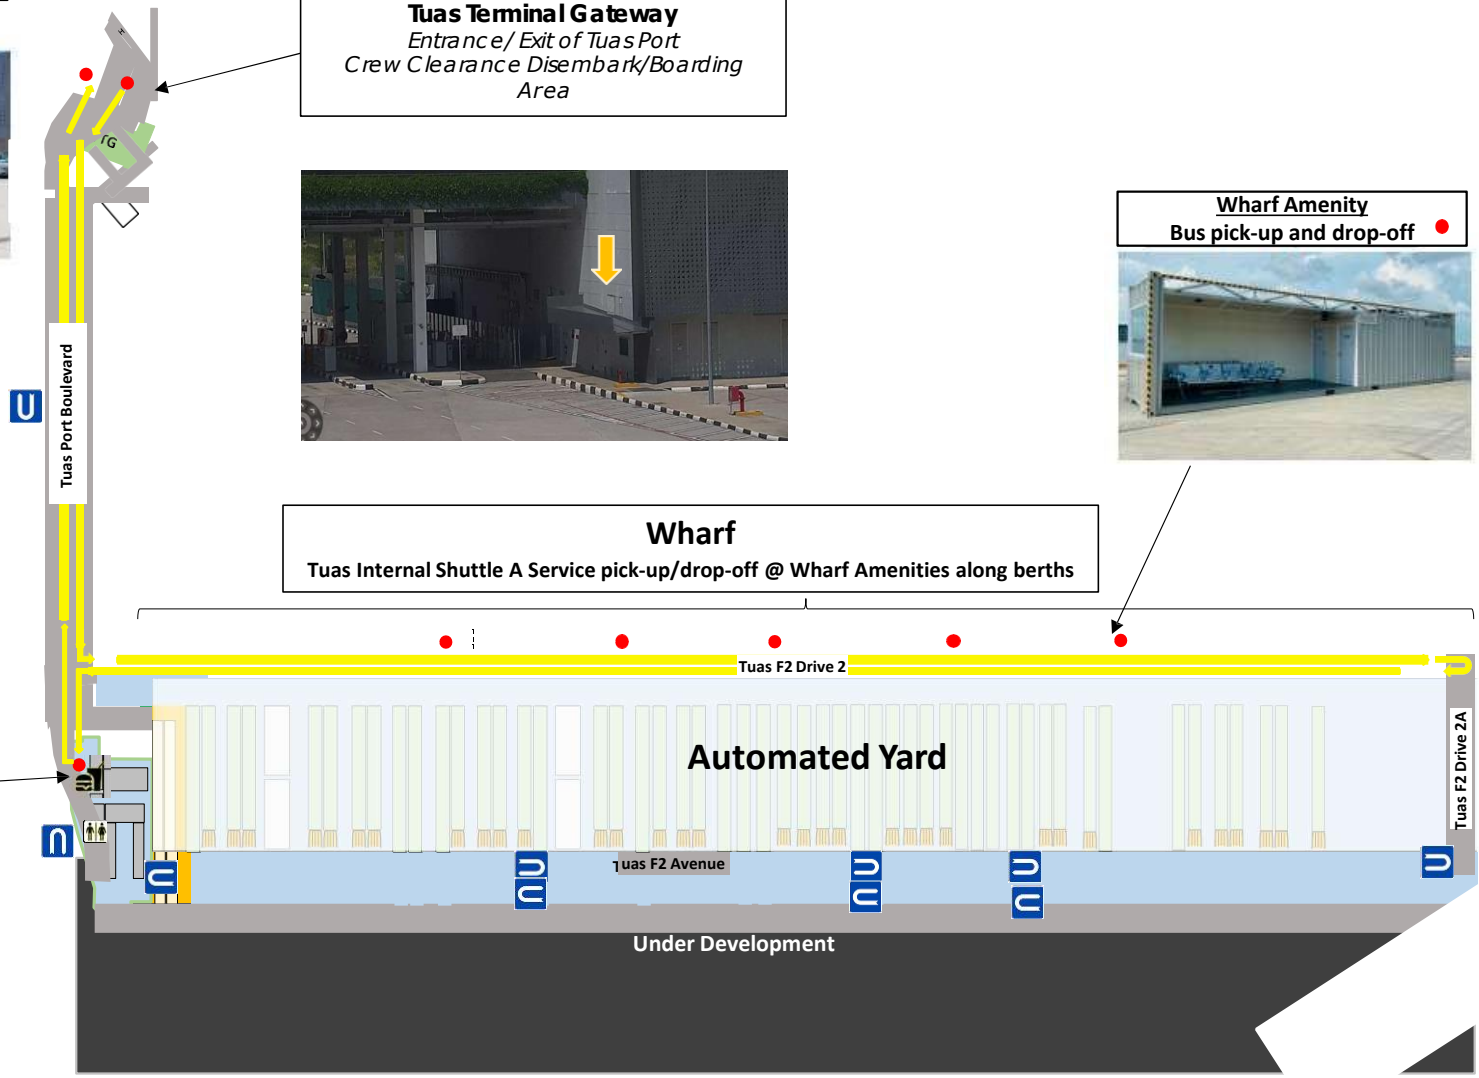 Tuas Terminal Gateway
Entrance/ Exit of Tuas Port
Crew Clearance Disembark/Boarding
Area
H
TG
Wharf Amenity
Bus pick-up and drop-off
Tuas Port Boulevard
Wharf
Tuas Internal Shuttle A Service pick-up/drop-off @ Wharf Amenities along berths
Tuas F2 Drive 2
Automated Yard
Tuas F2 Drive 2A
Tuas F2 Avenue
Under Development